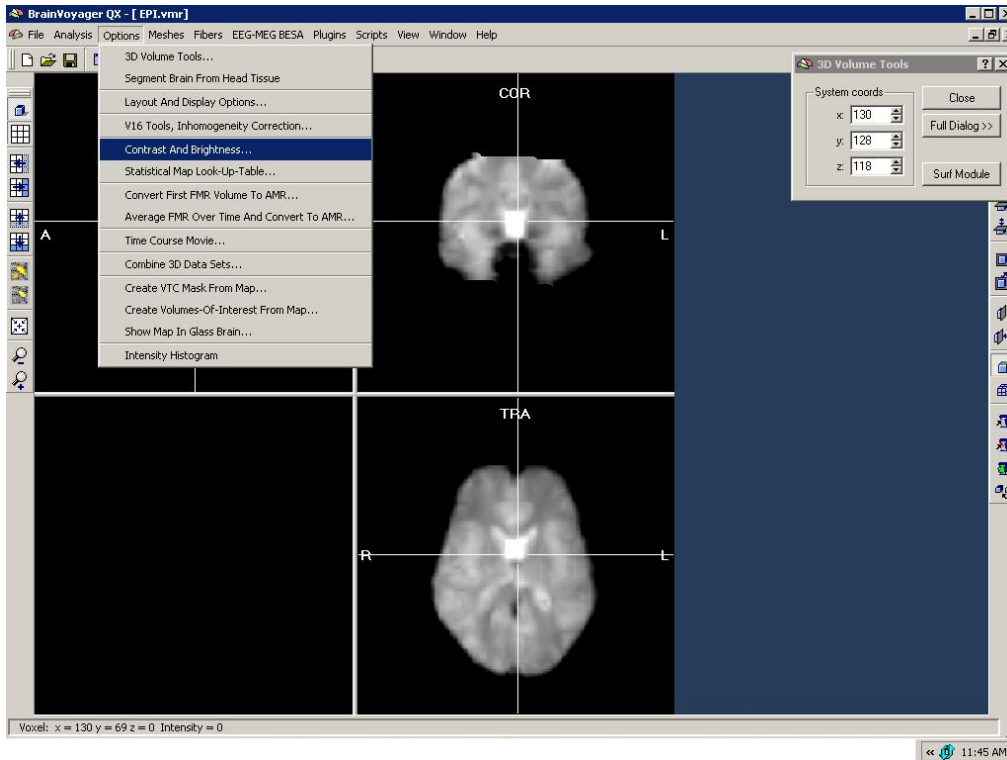 BrainVoyager QX - [ EPI.vmr]
File Analysis Options Meshes Fibers EEG-MEG BESA Plugins Scripts View Window Help
3D Volume Tools...
Segment Brain From Head Tissue
Layout And Display Options...
V16 Tools, Inhomogeneity Correction...
Contrast And Brightness...
Statistical Map Look-Up-Table...
Convert First FMR Volume To AMR...
Average FMR Over Time And Convert To AMR...
Time Course Movie...
Combine 3D Data Sets...
Create VTC Mask From Map...
Create Volumes-Of-Interest From Map...
Show Map In Glass Brain...
Intensity Histogram
A
COR
L
3D Volume Tools
System coords
x: 130
y: 128
z: 118
Close
Full Dialog >>
Surf Module
TRA
R L
Voxel: x = 130 y = 69 z = 0 Intensity = 0
« 11:45 AM